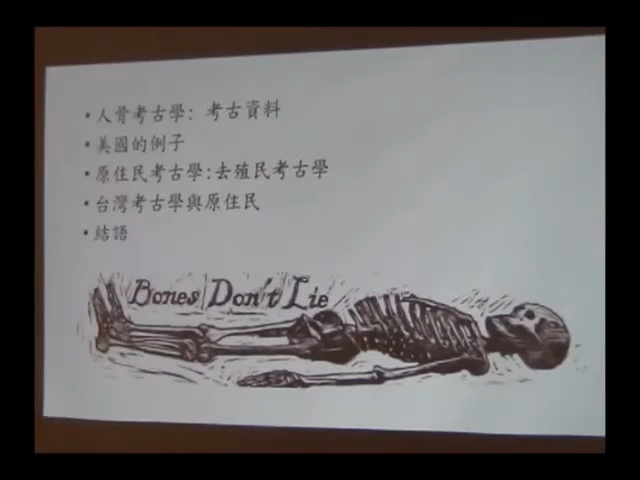 • 人骨考古學: 考古資料
• 美國的例子
• 原住民考古學:去殖民考古學
• 台灣考古學與原住民
• 結語
Bones Don't Lie